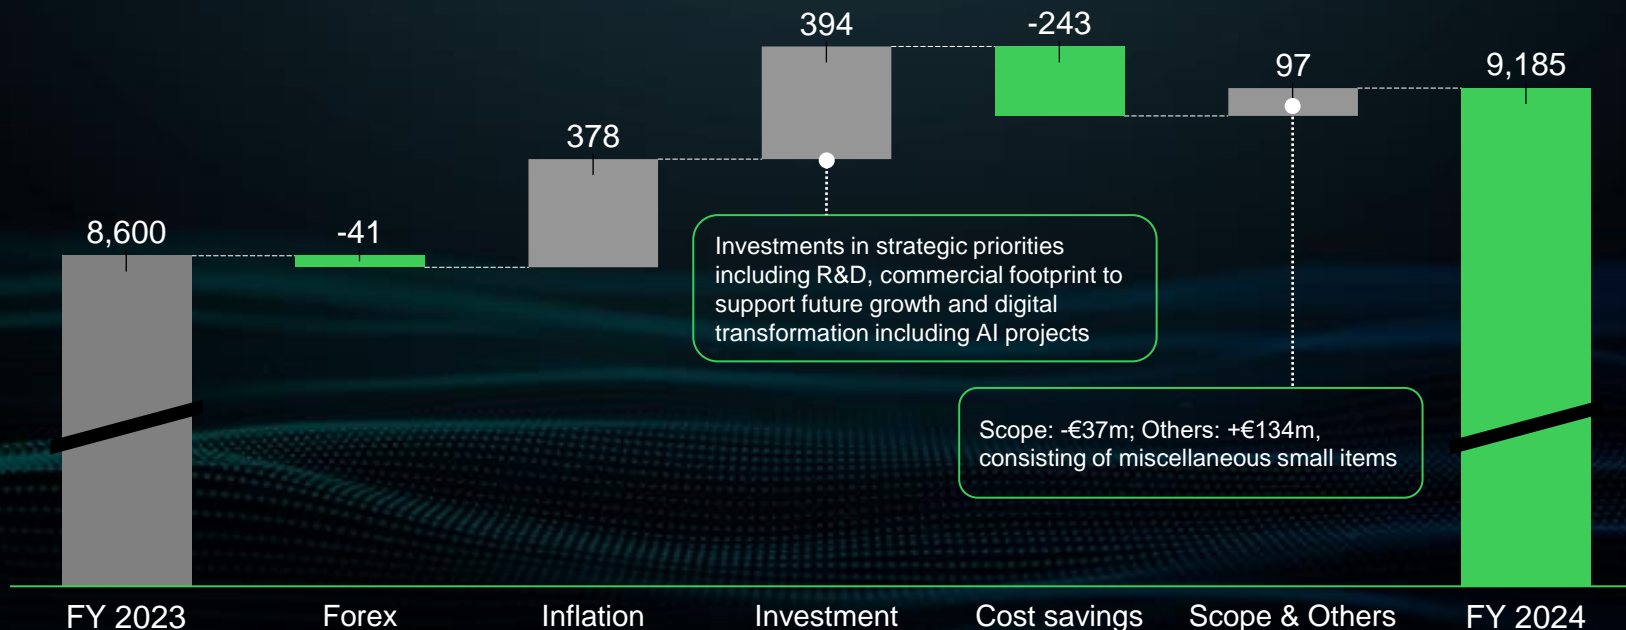 394
-243
97
9,185
378
8,600
-41
Investments in strategic priorities
including R&D, commercial footprint to
support future growth and digital
transformation including AI projects
Scope: -€37m; Others: +€134m,
consisting of miscellaneous small items
FY 2023
Forex
Inflation
Investment
Cost savings
Scope & Others
FY 2024